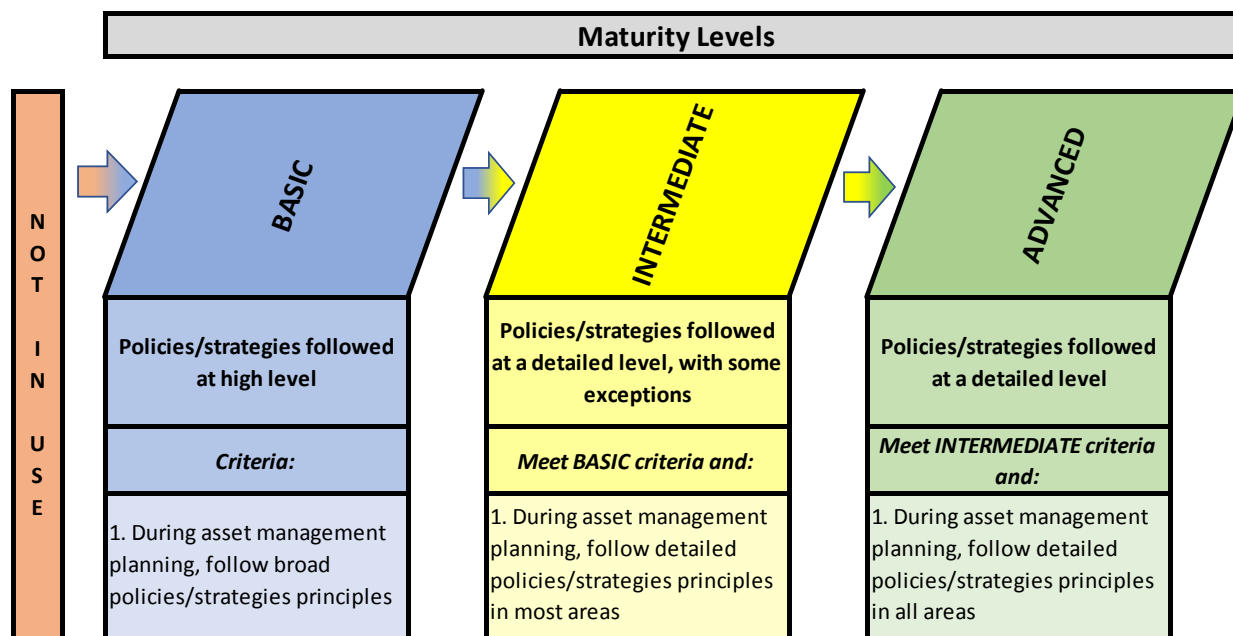 Maturity Levels
NOT IN USE
BASIC
INTERMEDIATE
ADVANCED
Policies/strategies followed
at high level
Policies/strategies followed
at a detailed level, with some
exceptions
Policies/strategies followed
at a detailed level
Criteria:
Meet BASIC criteria and:
Meet INTERMEDIATE criteria
and:
1. During asset management
planning, follow broad
policies/strategies principles
1. During asset management
planning, follow detailed
policies/strategies principles
in most areas
1. During asset management
planning, follow detailed
policies/strategies principles
in all areas